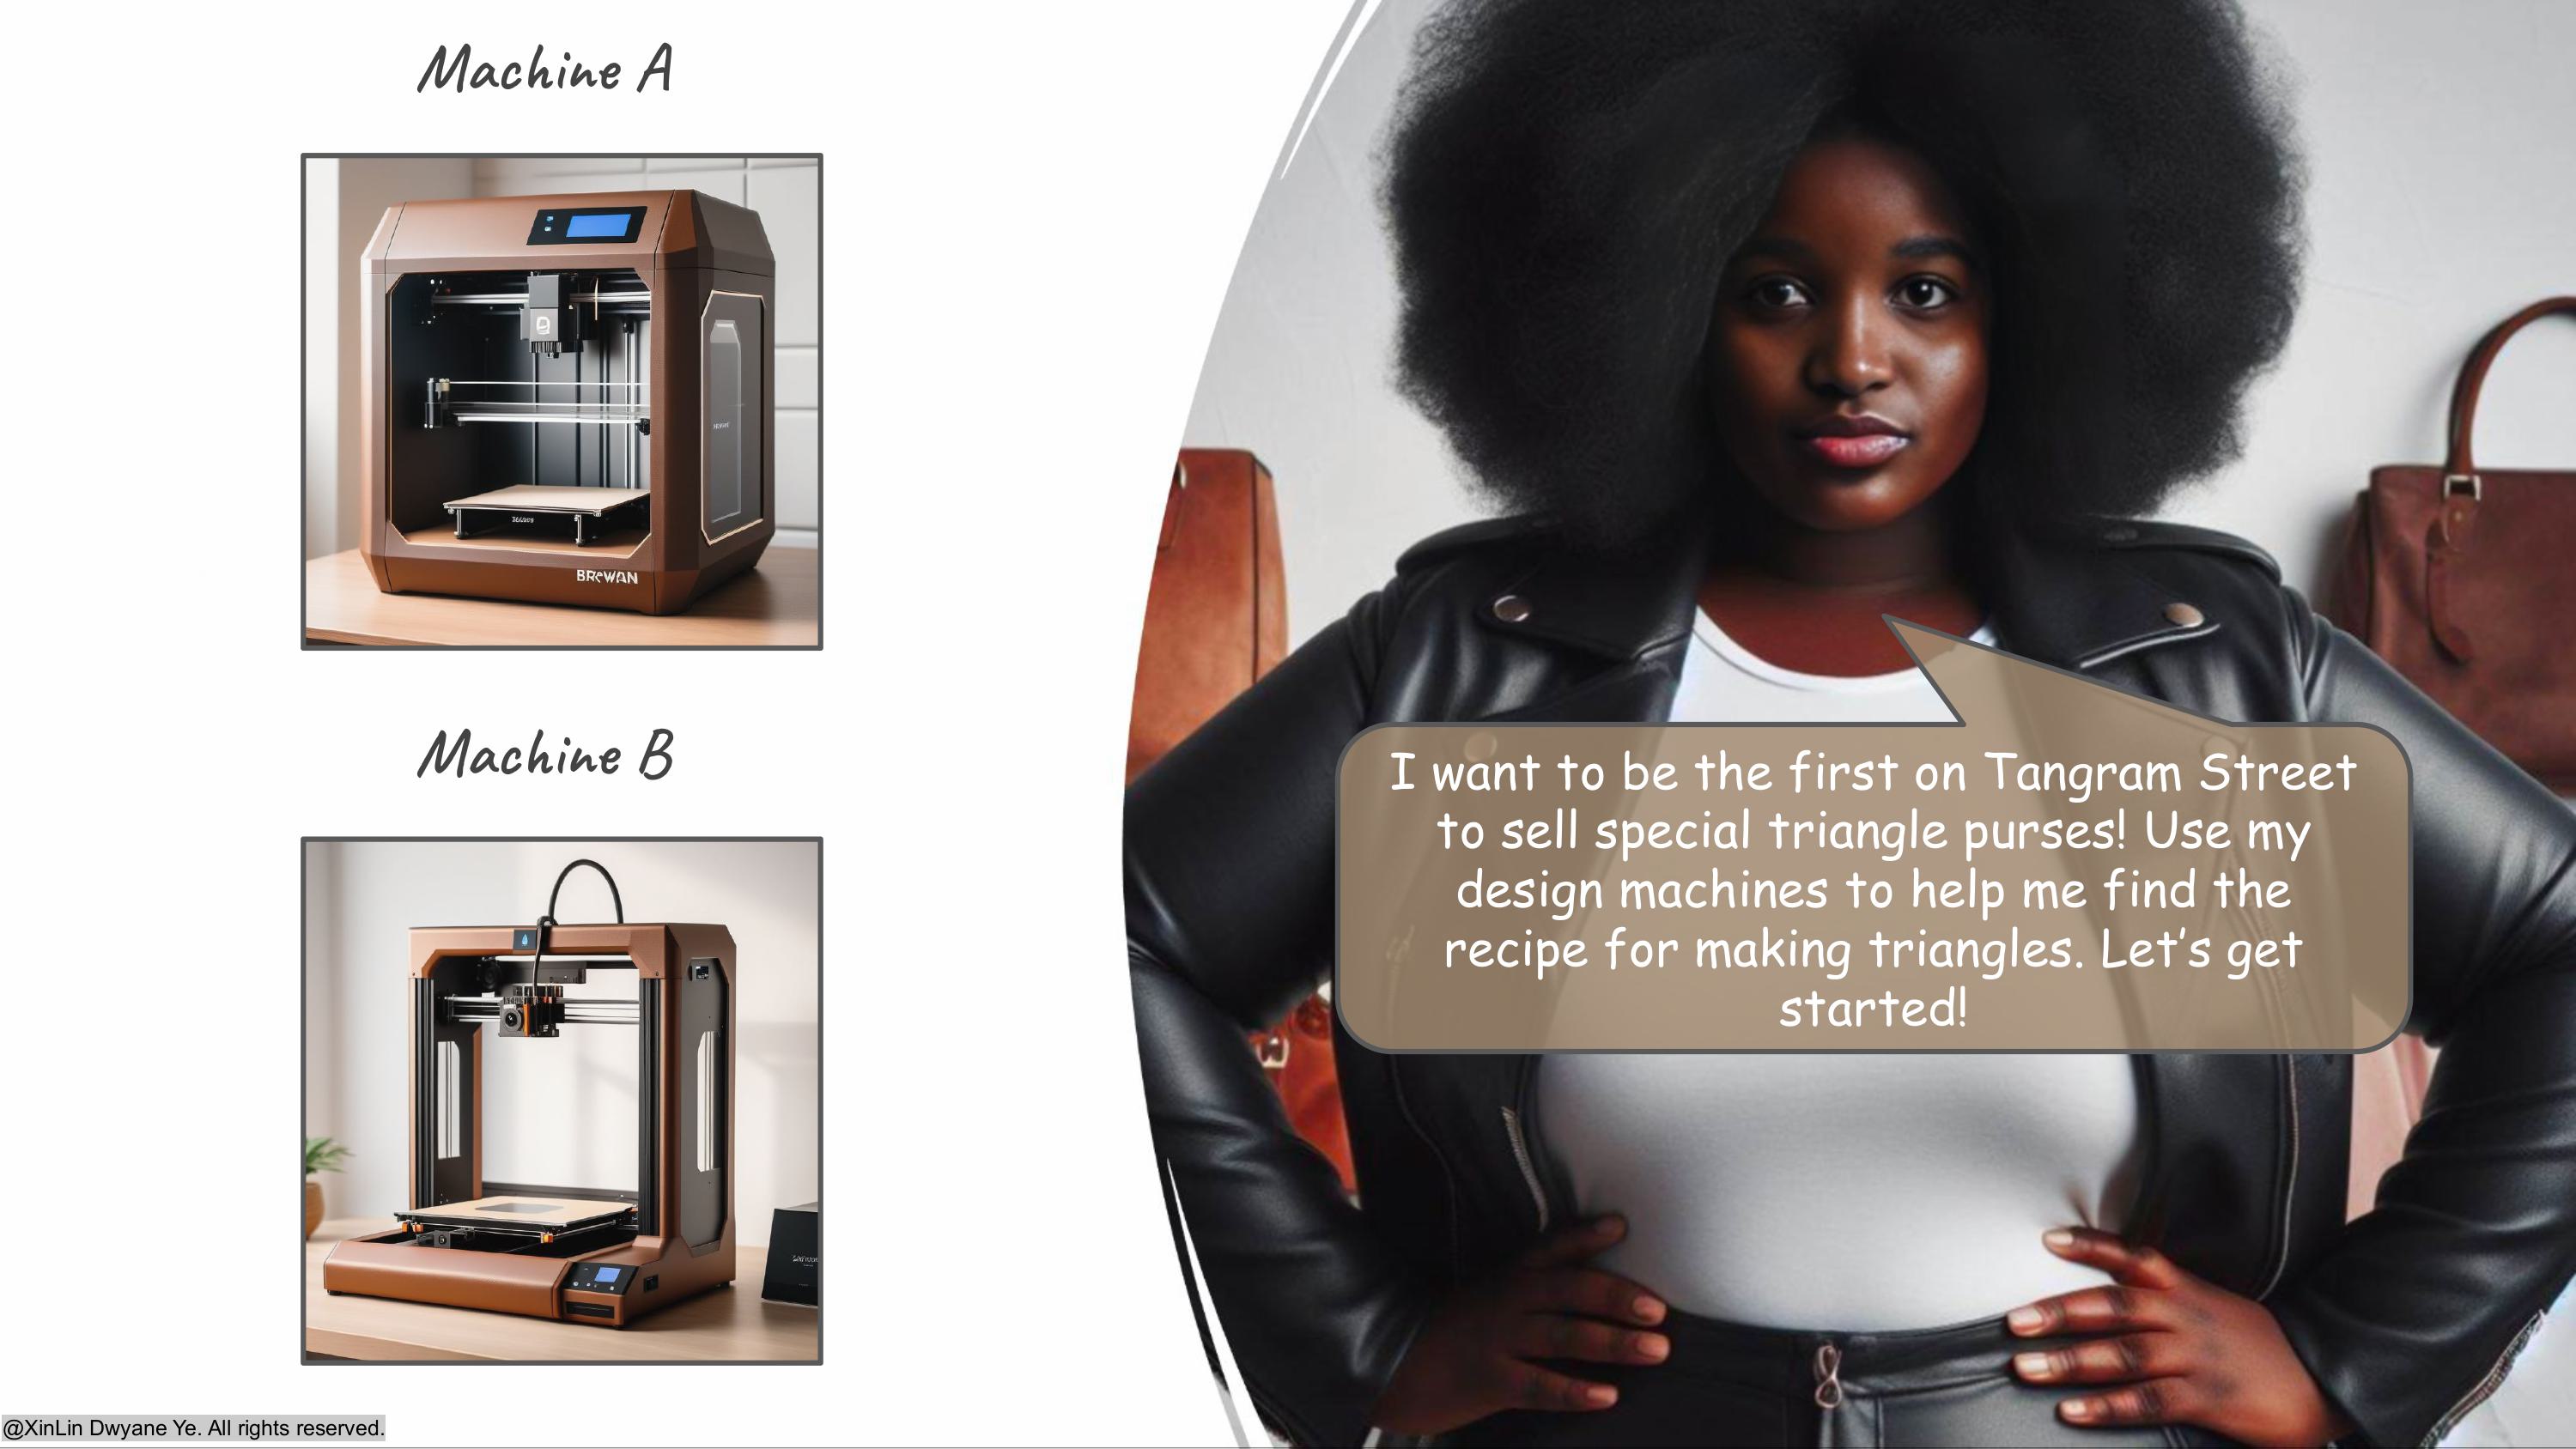 Machine A
BReWAN
Machine B
I want to be the first on Tangram Street
to sell special triangle purses! Use my
design machines to help me find the
recipe for making triangles. Let's get
started!
@XinLin Dwyane Ye. All rights reserved.